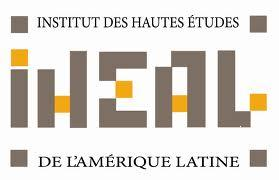 INSTITUT DES HAUTES ÉTUDES
iHEAL
DE L'AMÉRIQUE LATINE